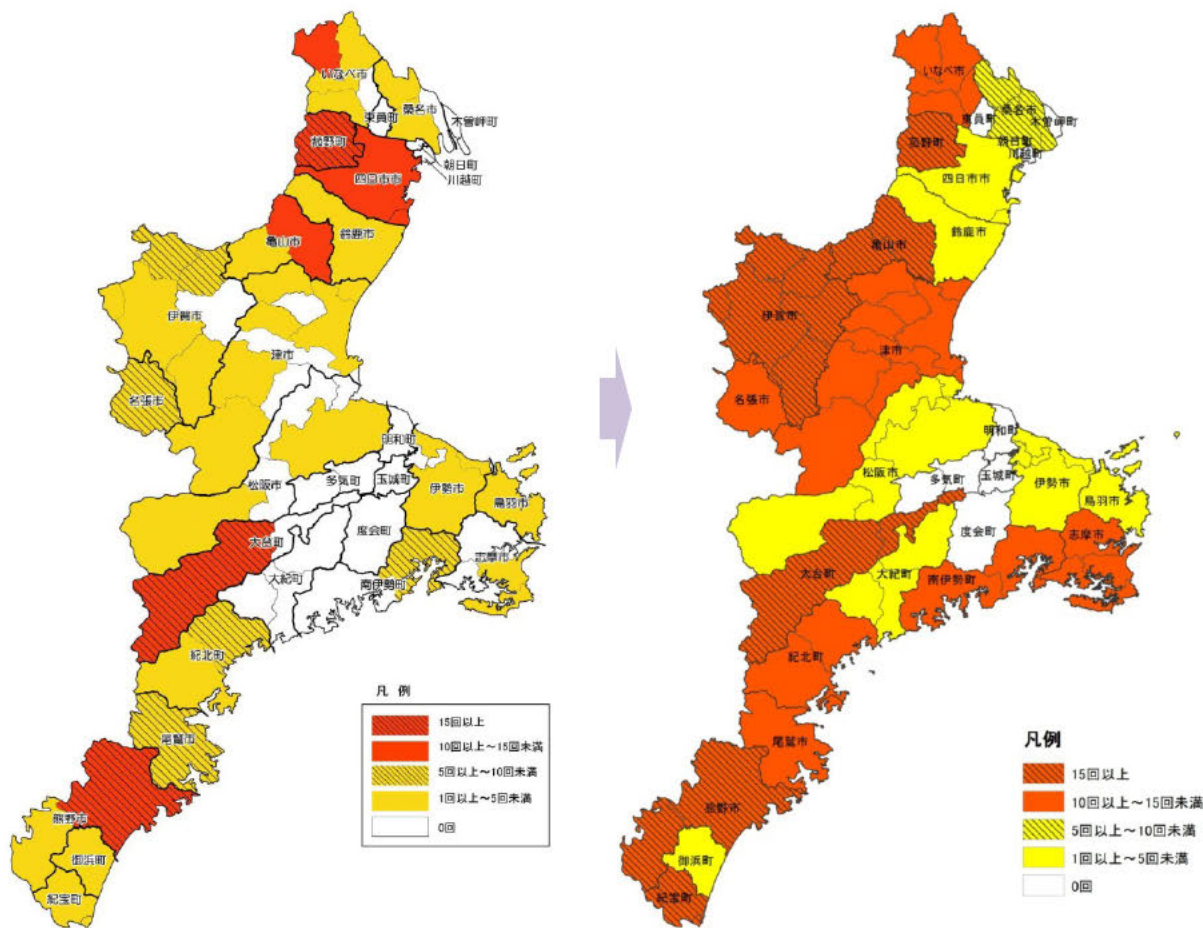 いなべ市
桑名市
東員町
木曽岬町
菰野町
朝日町
川越町
四日市市
亀山市
鈴鹿市
伊賀市
津市
名張市
明和町
松阪市
多気町
玉城町
伊勢市
鳥羽市
大台町
度会町
志摩市
大紀町
南伊勢町
紀北町
尾鷲市
熊野市
御浜町
紀宝町
凡 例
15回以上
10回以上～15回未満
5回以上～10回未満
1回以上～5回未満
0回
いなべ市
桑名市
東員町
木曽岬町
菰野町
朝日町
川越町
四日市市
亀山市
鈴鹿市
伊賀市
津市
名張市
明和町
松阪市
多気町
玉城町
伊勢市
鳥羽市
度会町
志摩市
大台町
大紀町
南伊勢町
紀北町
尾鷲市
熊野市
御浜町
紀宝町
凡例
15回以上
10回以上～15回未満
5回以上～10回未満
1回以上～5回未満
0回